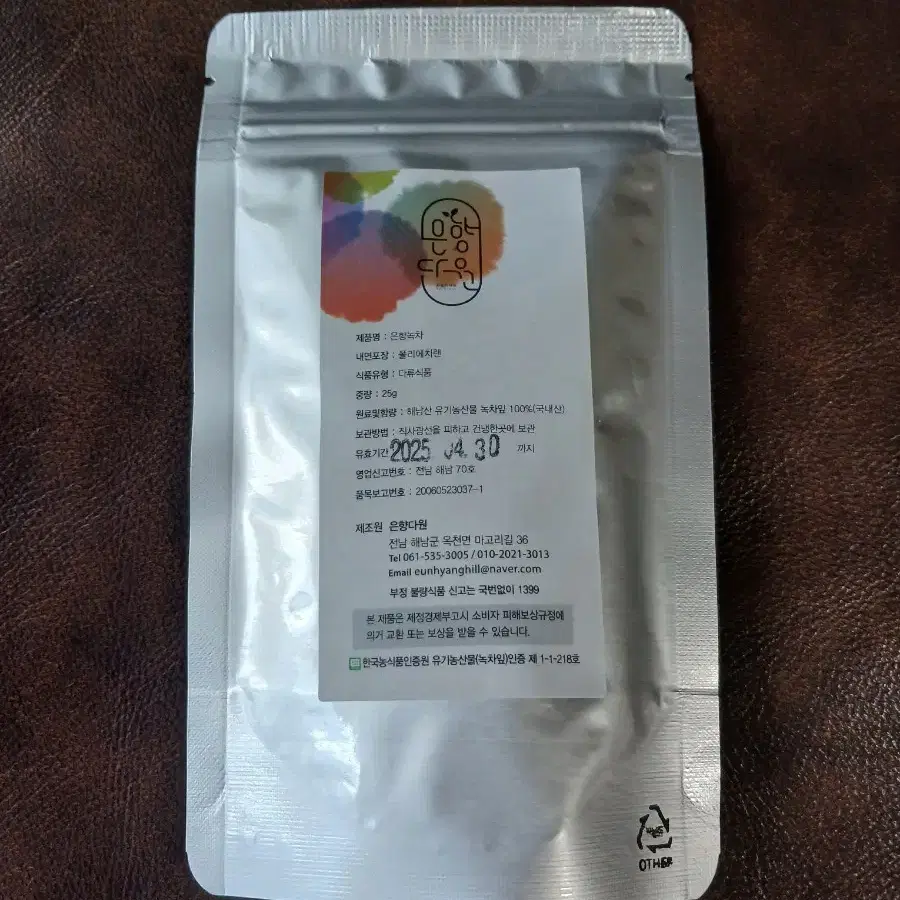 은향
다원
제품명 : 은향녹차
내면포장 : 폴리에치렌
식품유형 : 다류식품
중량 : 25g
원료및함량 : 해남산 유기농산물 녹차잎 100%(국내산)
보관방법 : 직사광선을 피하고 건냉한곳에 보관
유효기간 2025 04. 30 까지
영업신고번호 : 전남 해남 70호
품목보고번호 : 20060523037-1
제조원 은향다원
전남 해남군 옥천면 마고리길 36
Tel 061-535-3005 / 010-2021-3013
Email eunhyanghill@naver.com
부정 불량식품 신고는 국번없이 1399
본 제품은 재정경제부고시 소비자 피해보상규정에
의거 교환 또는 보상을 받을 수 있습니다.
한국농식품인증원 유기농산물(녹차잎)인증 제 1-1-218호
OTHER